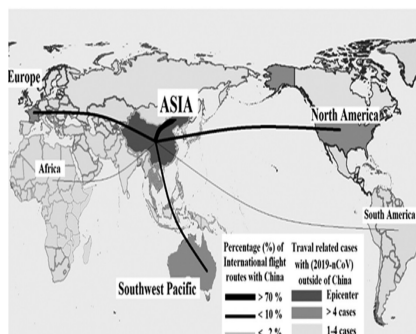 Europe
ASIA
North America
Africa
South America
Southwest Pacific
Percentage (%) of
International flight
routes with China
> 70 %
< 10 %
< 2 %
Traval related cases
with (2019-nCoV)
outside of China
Epicenter
> 4 cases
1-4 cases